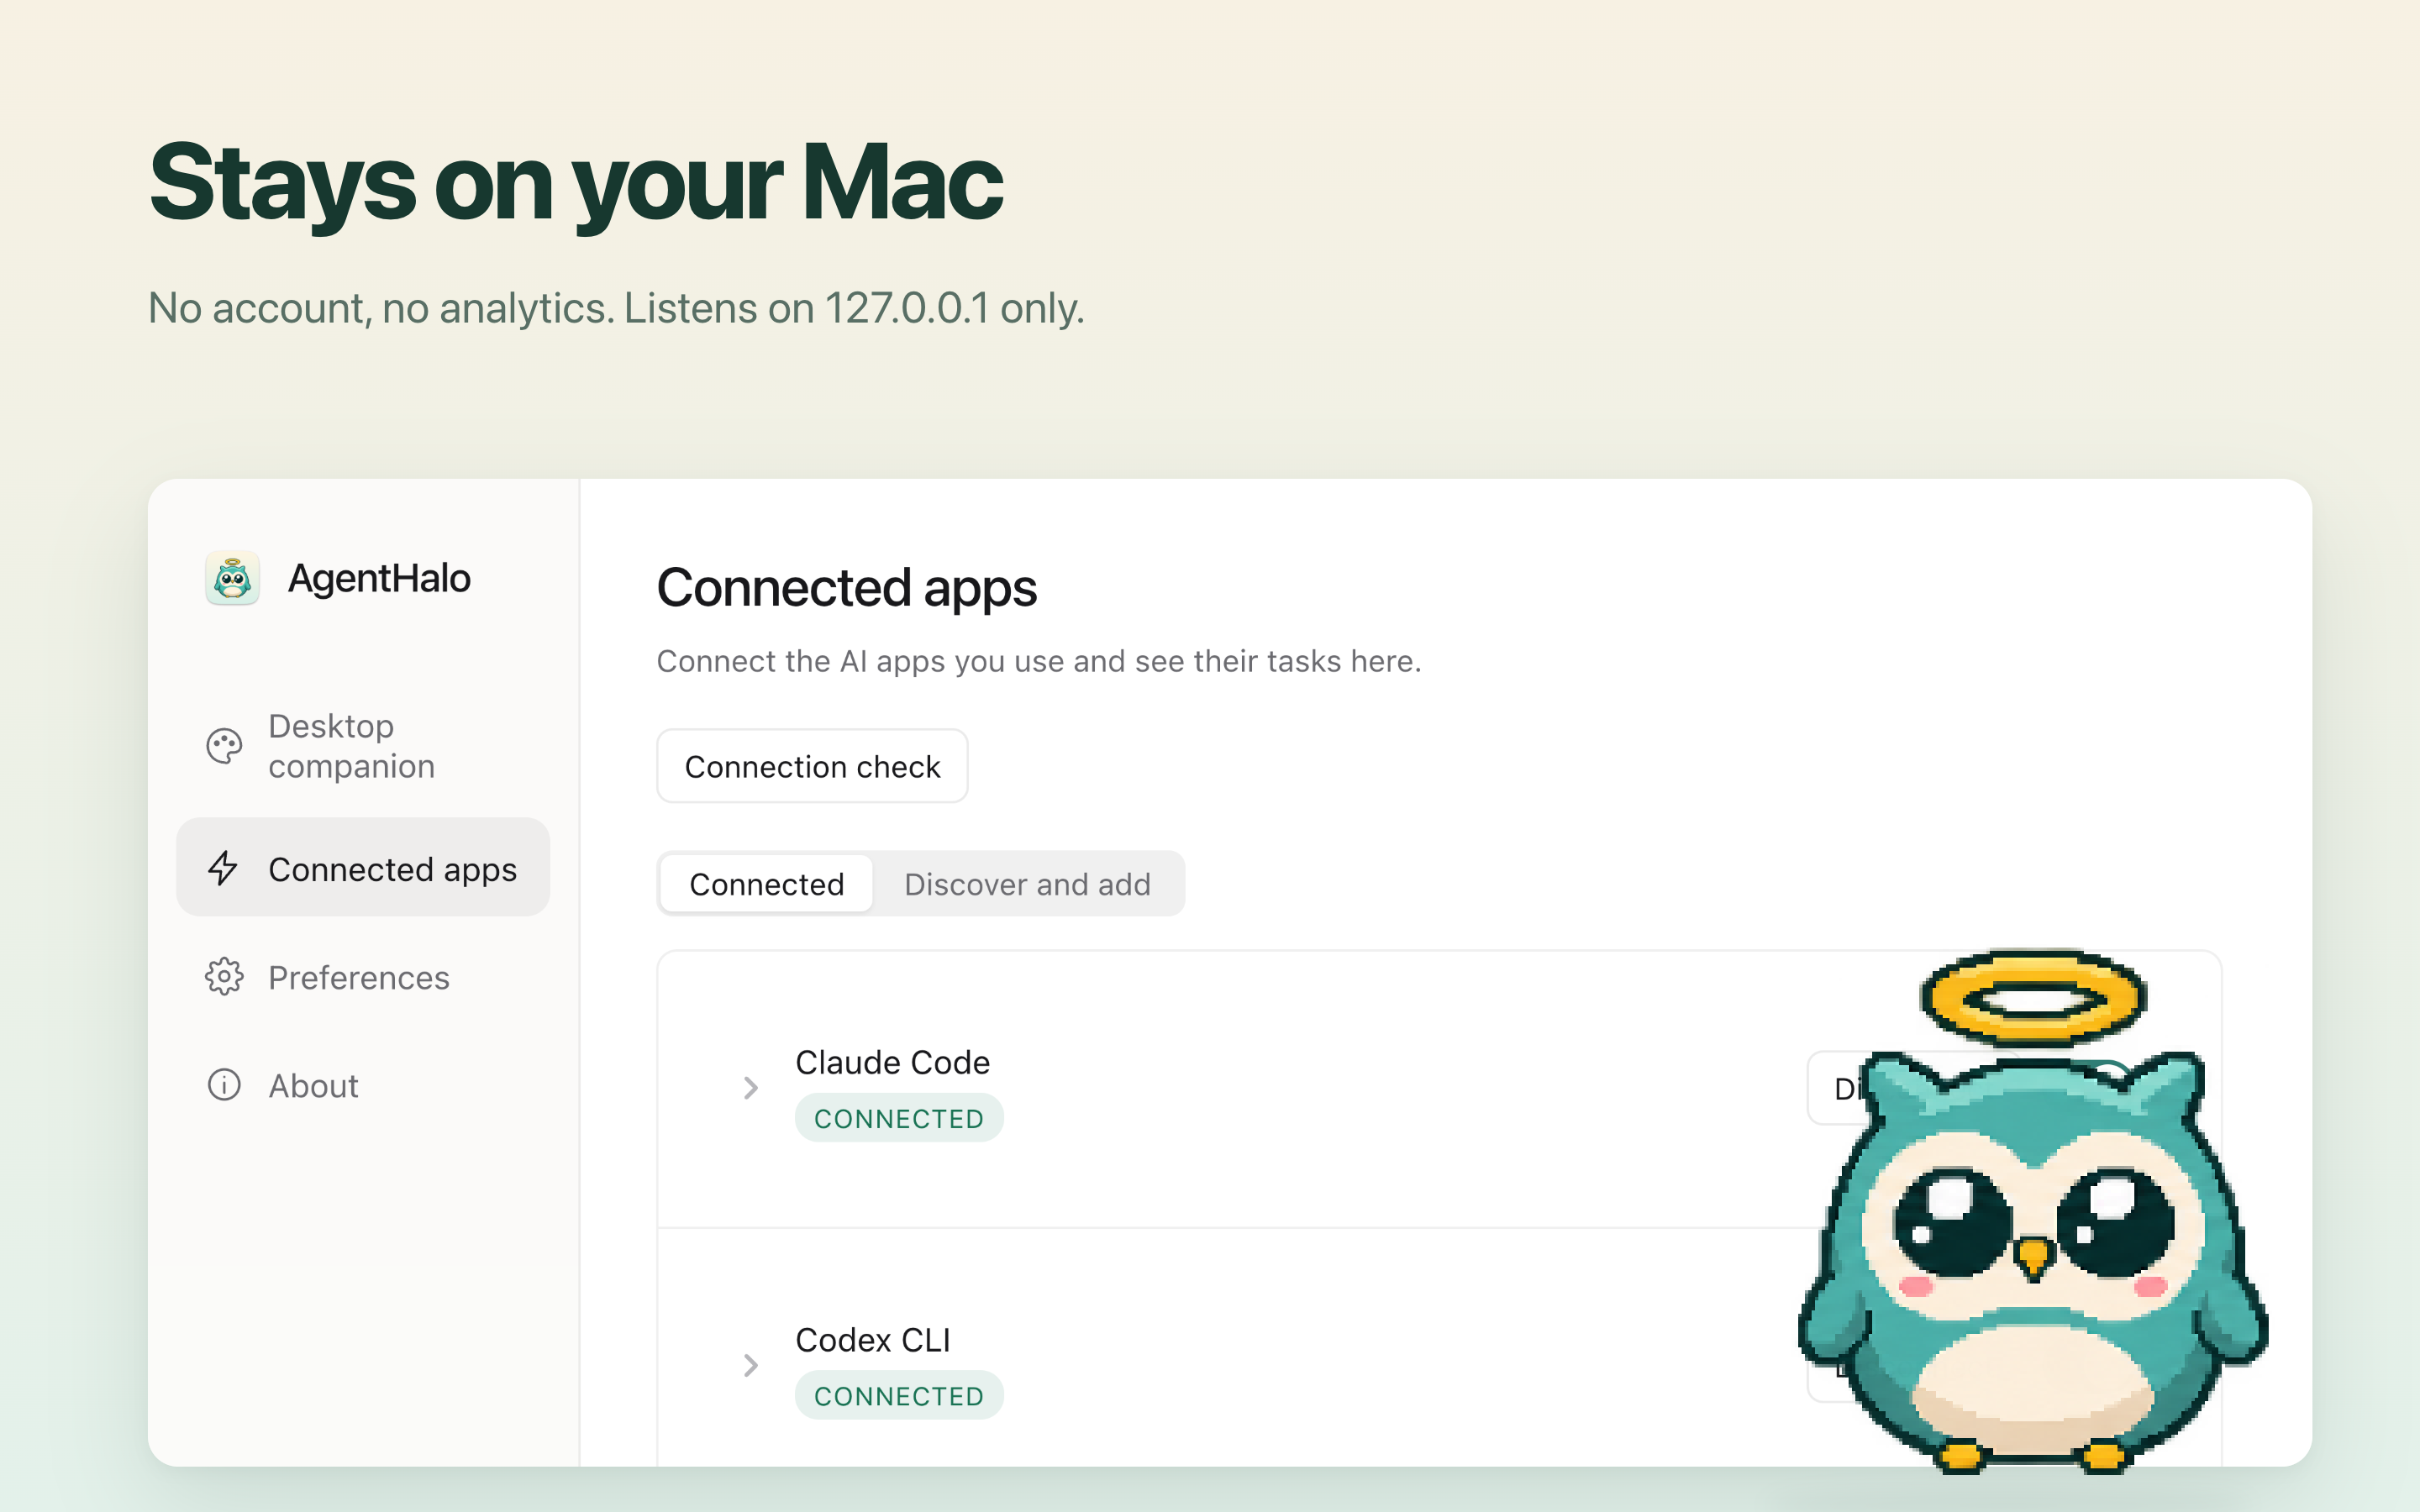 Stays on your Mac
No account, no analytics. Listens on 127.0.0.1 only.
AgentHalo
Desktop
companion
Connected apps
Preferences
About
Connected apps
Connect the AI apps you use and see their tasks here.
Connection check
Connected
Discover and add
Claude Code
CONNECTED
Codex CLI
CONNECTED